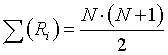 ∑(Rᵢ) = N·(N+1) / 2